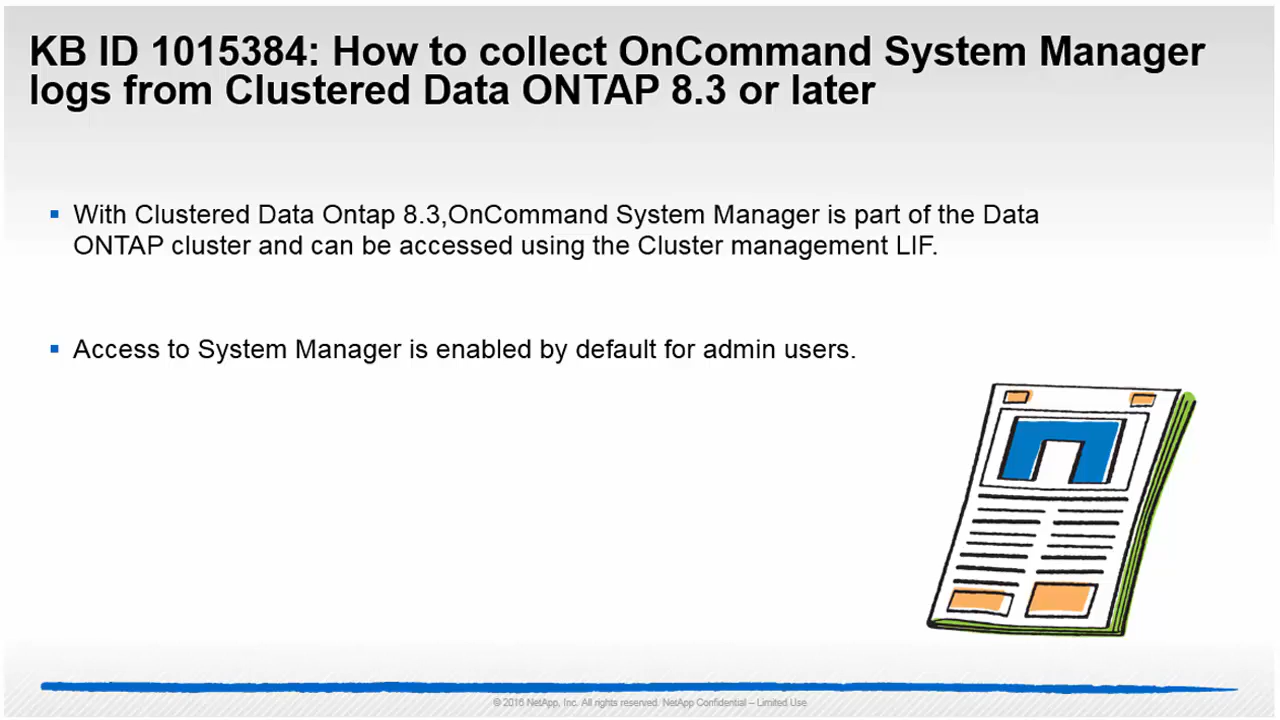 KB ID 1015384: How to collect OnCommand System Manager
logs from Clustered Data ONTAP 8.3 or later
With Clustered Data Ontap 8.3,OnCommand System Manager is part of the Data
ONTAP cluster and can be accessed using the Cluster management LIF.
Access to System Manager is enabled by default for admin users.
© 2016 NetApp, Inc. All rights reserved. NetApp Confidential – Limited Use